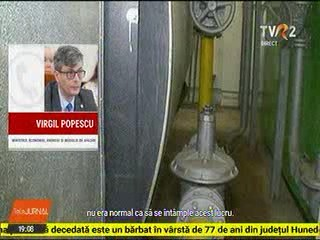 TVR2
DIRECT
VIRGIL POPESCU
MINISTRUL ECONOMIEI, ENERGIEI ȘI MEDIULUI DE AFACERI
nu era normal ca să se întâmple acest lucru.
TELEJURNAL
19:08
nă decedată este un bărbat în vârstă de 77 de ani din județul Hunedo